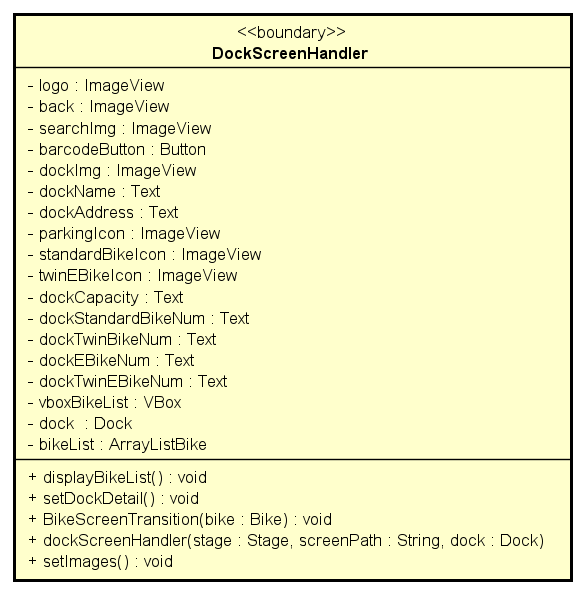 <<boundary>>
DockScreenHandler
- logo : ImageView
- back : ImageView
- searchImg : ImageView
- barcodeButton : Button
- dockImg : ImageView
- dockName : Text
- dockAddress : Text
- parkingIcon : ImageView
- standardBikeIcon : ImageView
- twinEBikeIcon : ImageView
- dockCapacity : Text
- dockStandardBikeNum : Text
- dockTwinBikeNum : Text
- dockEBikeNum : Text
- dockTwinEBikeNum : Text
- vboxBikeList : VBox
- dock : Dock
- bikeList : ArrayListBike
+ displayBikeList() : void
+ setDockDetail() : void
+ BikeScreenTransition(bike : Bike) : void
+ dockScreenHandler(stage : Stage, screenPath : String, dock : Dock)
+ setImages() : void